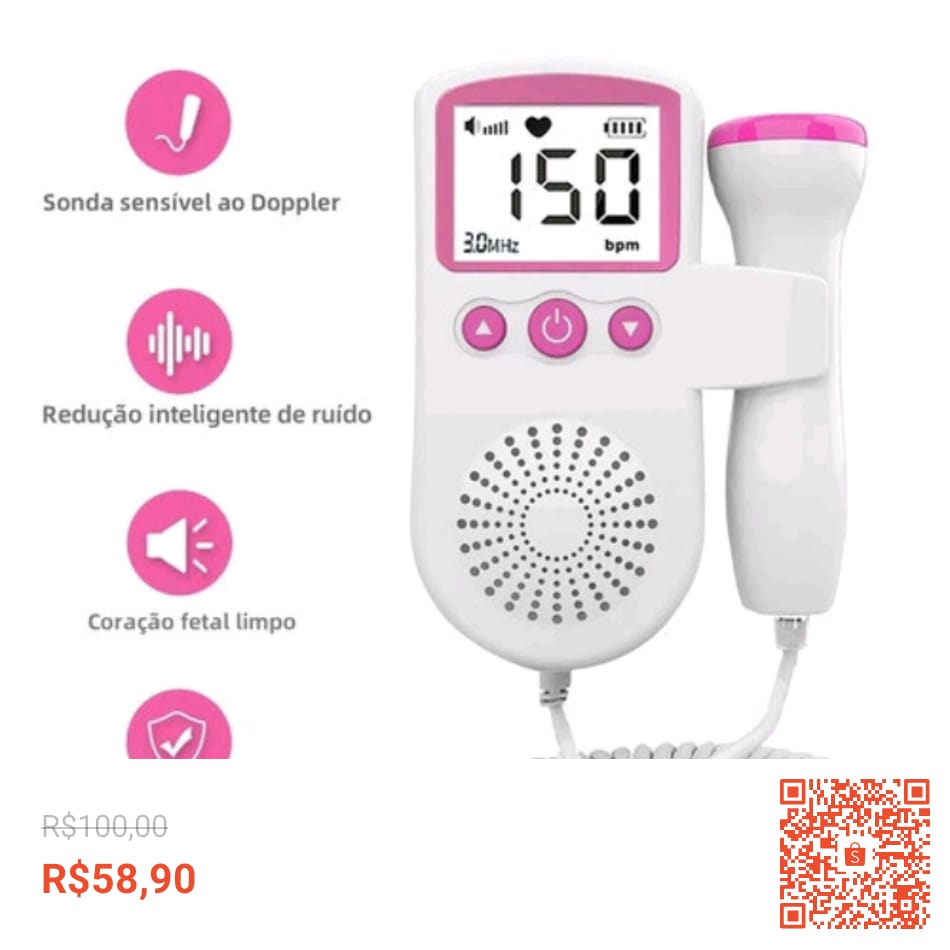 Sonda sensível ao Doppler
Redução inteligente de ruído
Coração fetal limpo
150
3.0MHz
bpm
R$100,00
R$58,90
S